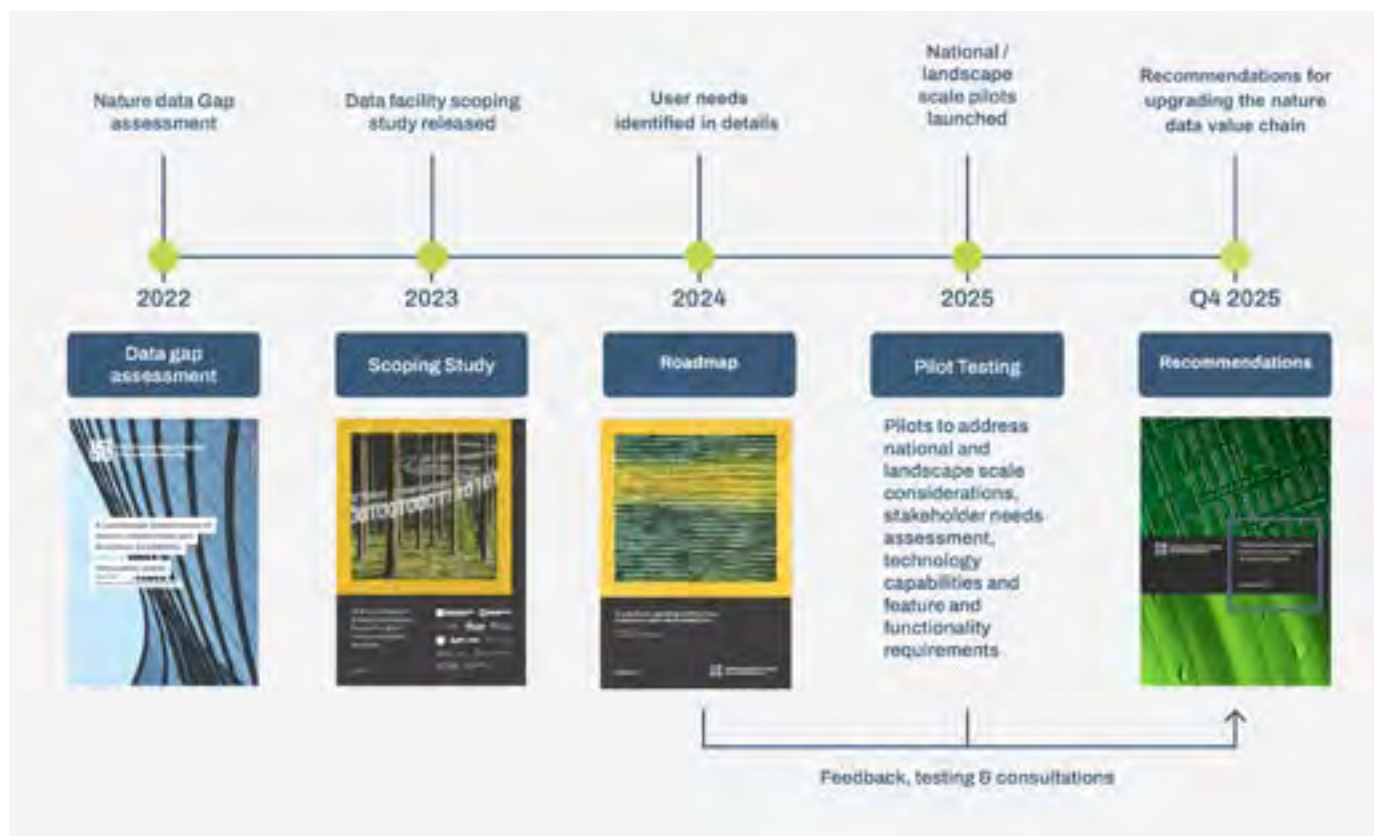 Nature data Gap
assessment
Data facility scoping
study released
User needs
identified in details
National /
landscape
scale pilots
launched
Recommendations for
upgrading the nature
data value chain
2022
2023
2024
2025
Q4 2025
Data gap
assessment
Scoping Study
Roadmap
Pilot Testing
Recommendations
Pilots to address
national and
landscape scale
considerations,
stakeholder needs
assessment,
technology
capabilities and
feature and
functionality
requirements
Feedback, testing & consultations